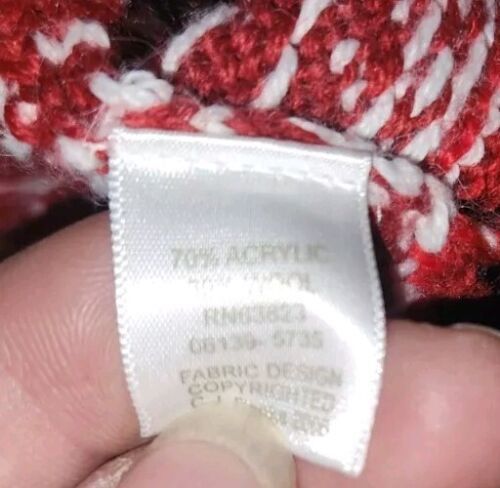 70% ACRYLIC
WOOL
RN63823
08139- 5735
FABRIC DESIGN
COPYRIGHTED
C.J.